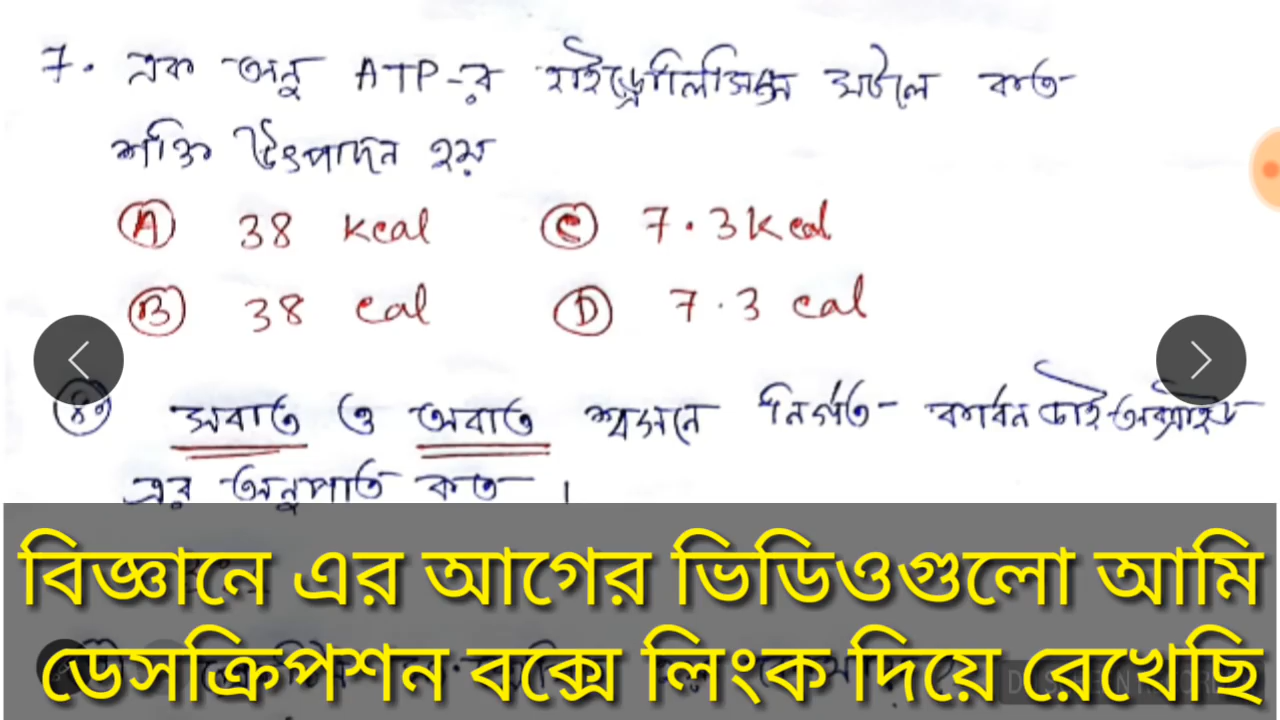 7. এক অনু ATP-র হাইড্রোলিসিস ঘটলে কত
শক্তি উৎপাদন হয়
A 38 kcal C 7.3 kcal
B 38 cal D 7.3 cal
সবাত ও অবাত শ্বসনে নির্গত কার্বন ডাই অক্সাইড
এর অনুপাত কত ।
বিজ্ঞানে এর আগের ভিডিওগুলো আমি
ডেসক্রিপশন বক্সে লিংক দিয়ে রেখেছি